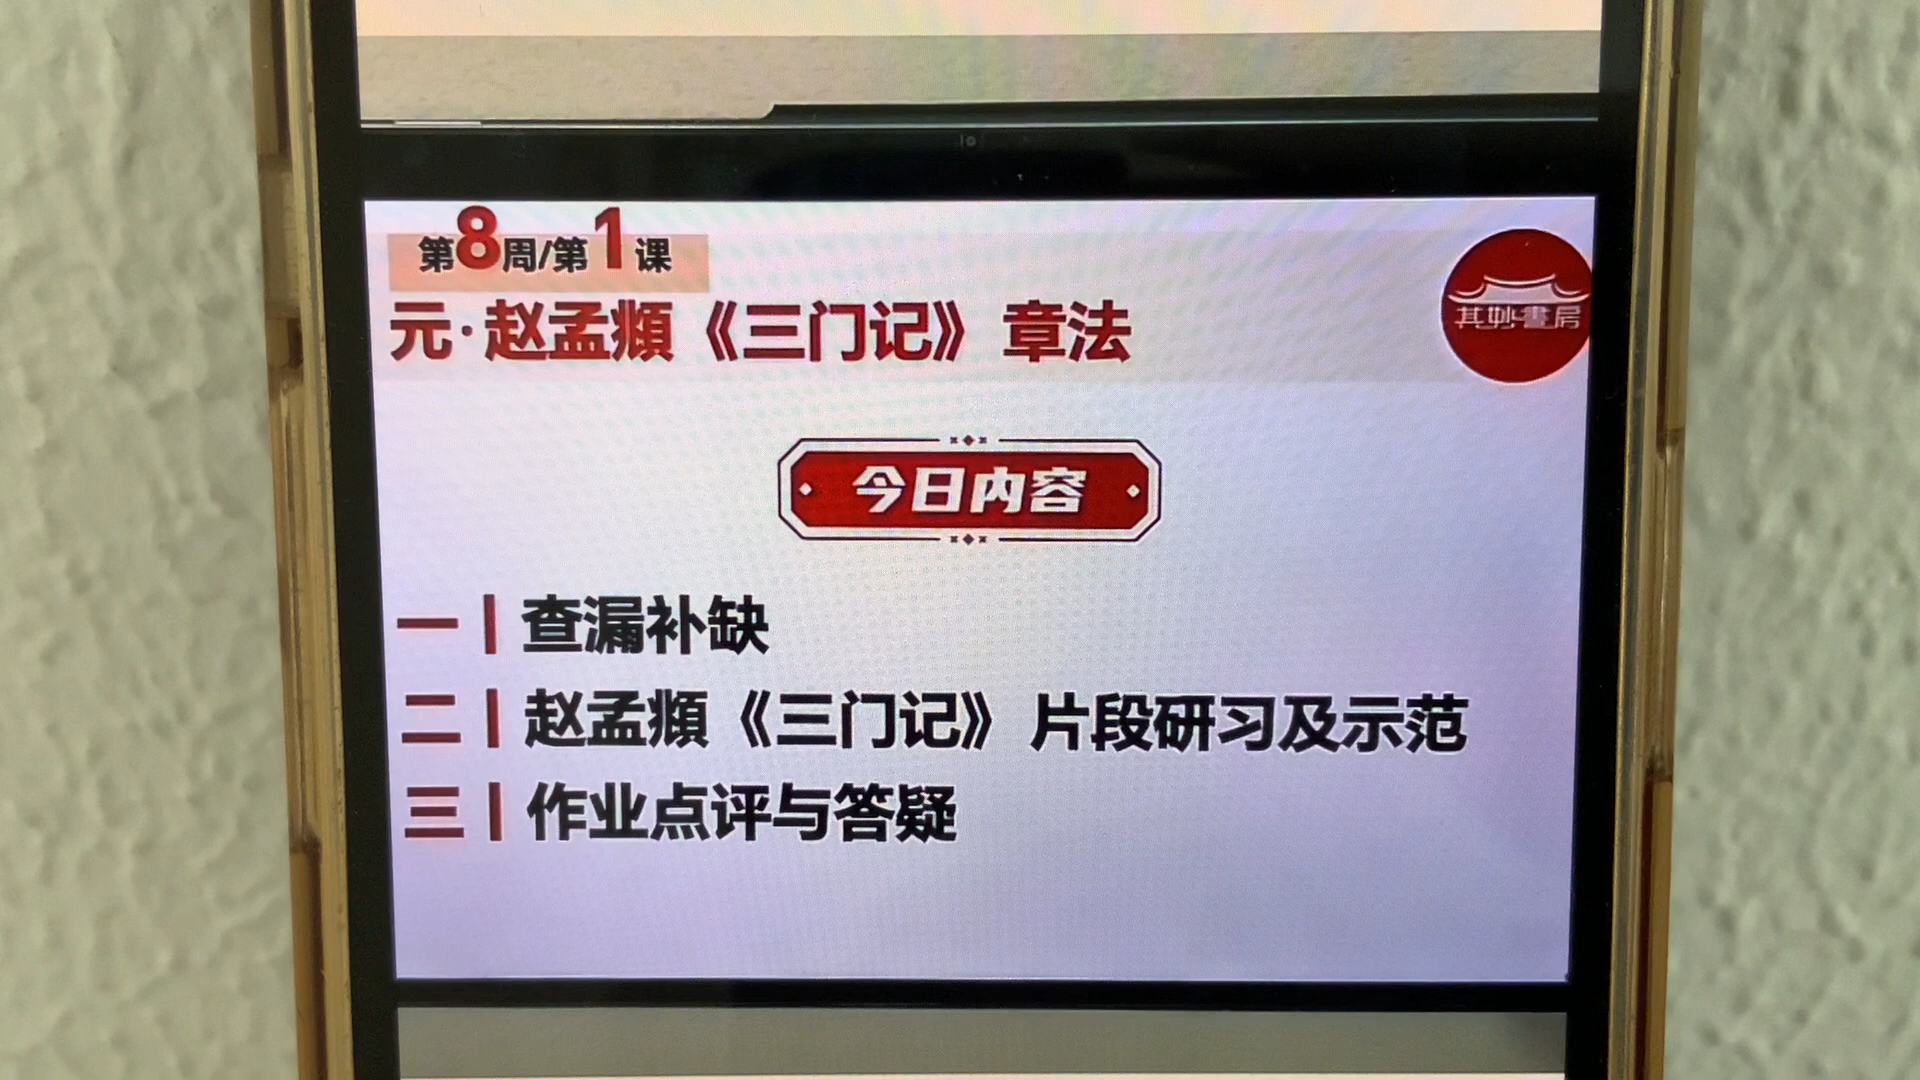 第8周/第1课
元·赵孟頫《三门记》章法
其妙書房
今日内容
一 | 查漏补缺
二 | 赵孟頫《三门记》片段研习及示范
三 | 作业点评与答疑